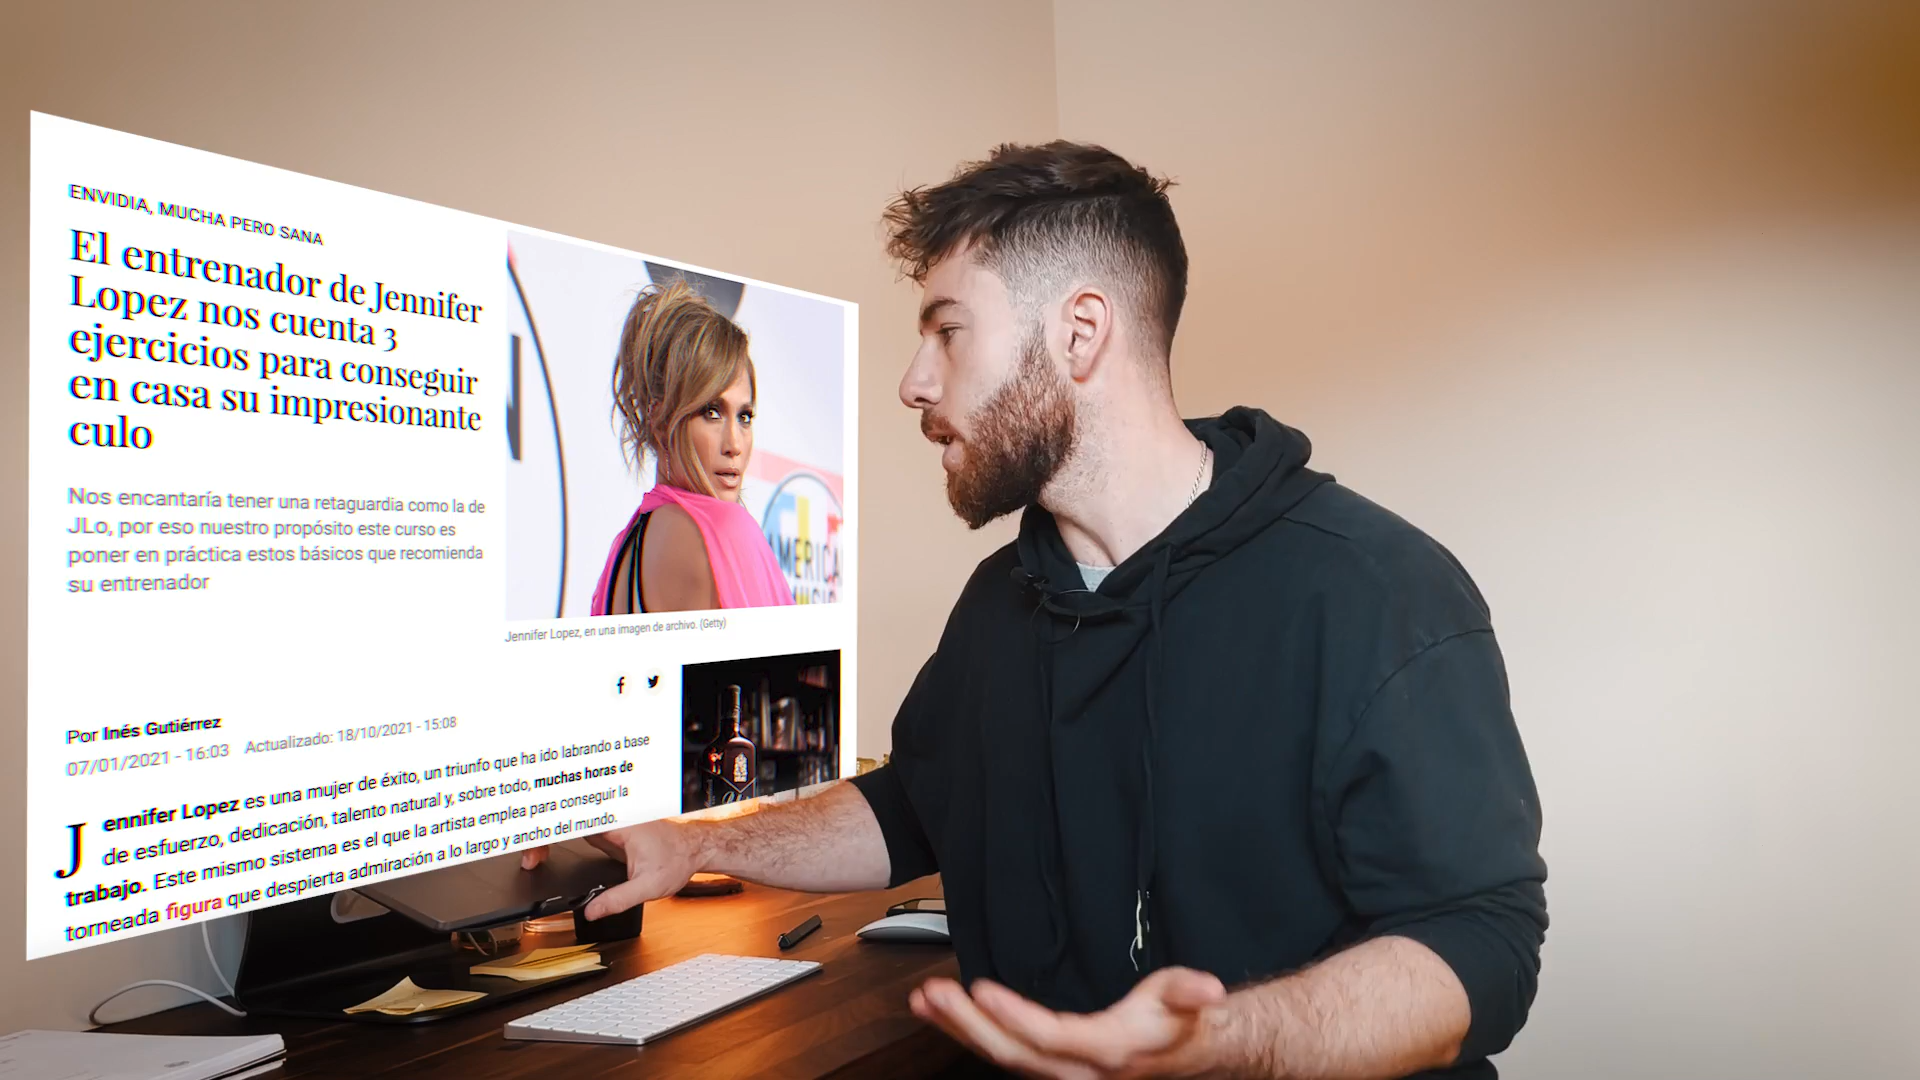 ENVIDIA, MUCHA PERO SANA
El entrenador de Jennifer
Lopez nos cuenta 3
ejercicios para conseguir
en casa su impresionante
culo
Nos encantaría tener una retaguardia como la de
JLo, por eso nuestro propósito este curso es
poner en práctica estos básicos que recomienda
su entrenador
AMERICA
MUSIC
Jennifer Lopez, en una imagen de archivo. (Getty)
Por Inés Gutiérrez
07/01/2021 - 16:03 Actualizado: 18/10/2021 - 15:08
Jennifer Lopez es una mujer de éxito, un triunfo que ha ido labrando a base
de esfuerzo, dedicación, talento natural y, sobre todo, muchas horas de
trabajo. Este mismo sistema es el que la artista emplea para conseguir la
torneada figura que despierta admiración a lo largo y ancho del mundo.